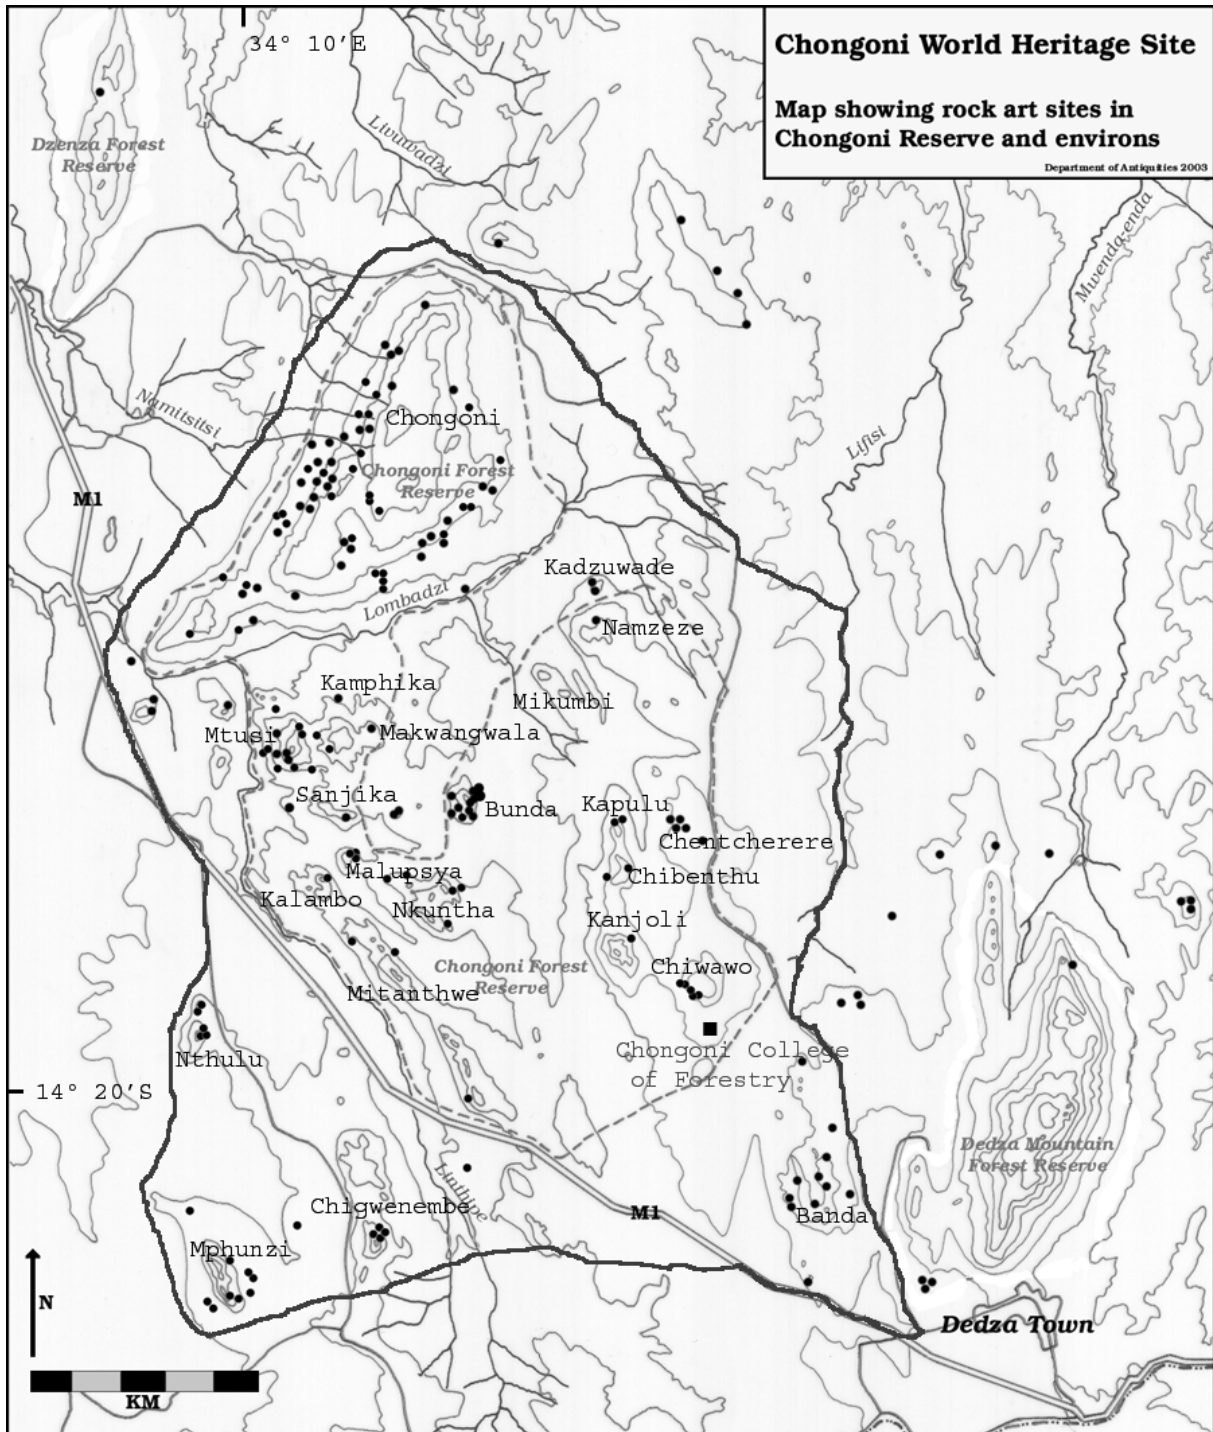 34° 10'E
Chongoni World Heritage Site
Map showing rock art sites in
Chongoni Reserve and environs
Department of Antiquities 2003
Livuwadzi
Dzenza Forest
Reserve
Mwenda-enda
Namitsitsi
Chongoni
Lifisi
Chongoni Forest
Reserve
M1
Kadzuwade
Lombadzi
Namzeze
Kamphika
Mikumbi
Mtusi
Makwangwala
Sanjika
Bunda
Kapulu
Chentcherere
Malupsya
Chibenthu
Kalambo
Nkuntha
Kanjoli
Chongoni Forest
Reserve
Chiwawo
Mitanthwe
Nthulu
Chongoni College
of Forestry
14° 20'S
Dedza Mountain
Forest Reserve
Linthipe
Chigwenembe
M1
Banda
Mphunzi
N
Dedza Town
KM